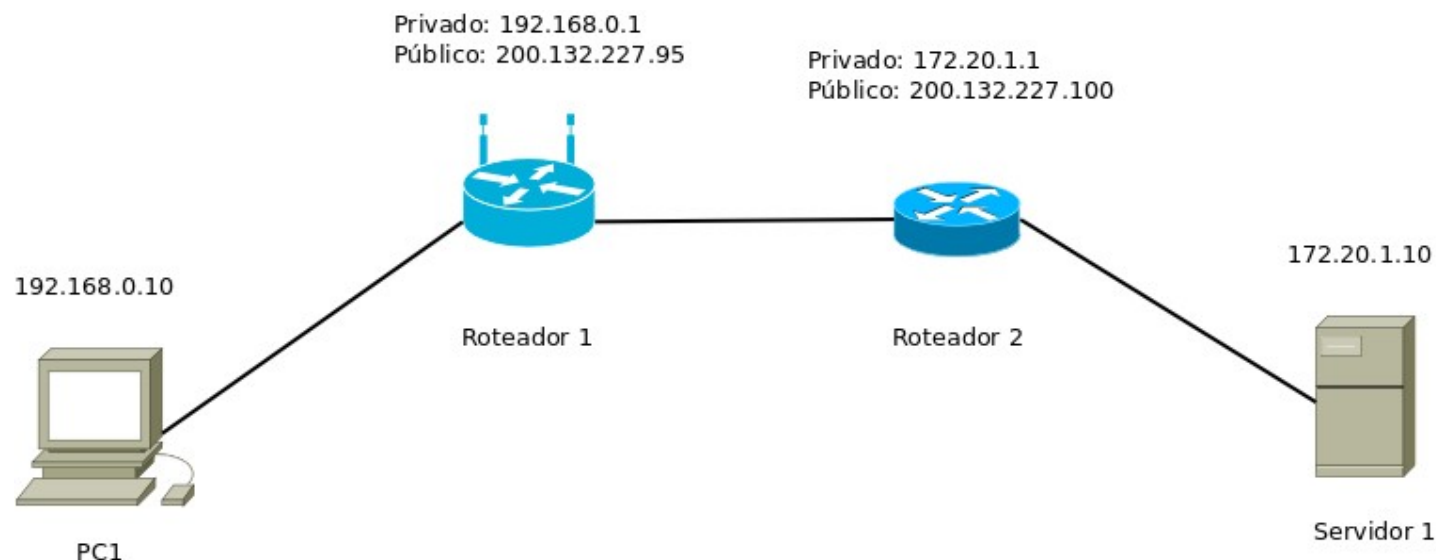 Privado: 192.168.0.1
Público: 200.132.227.95
Privado: 172.20.1.1
Público: 200.132.227.100
172.20.1.10
192.168.0.10
Roteador 1
Roteador 2
Servidor 1
PC1